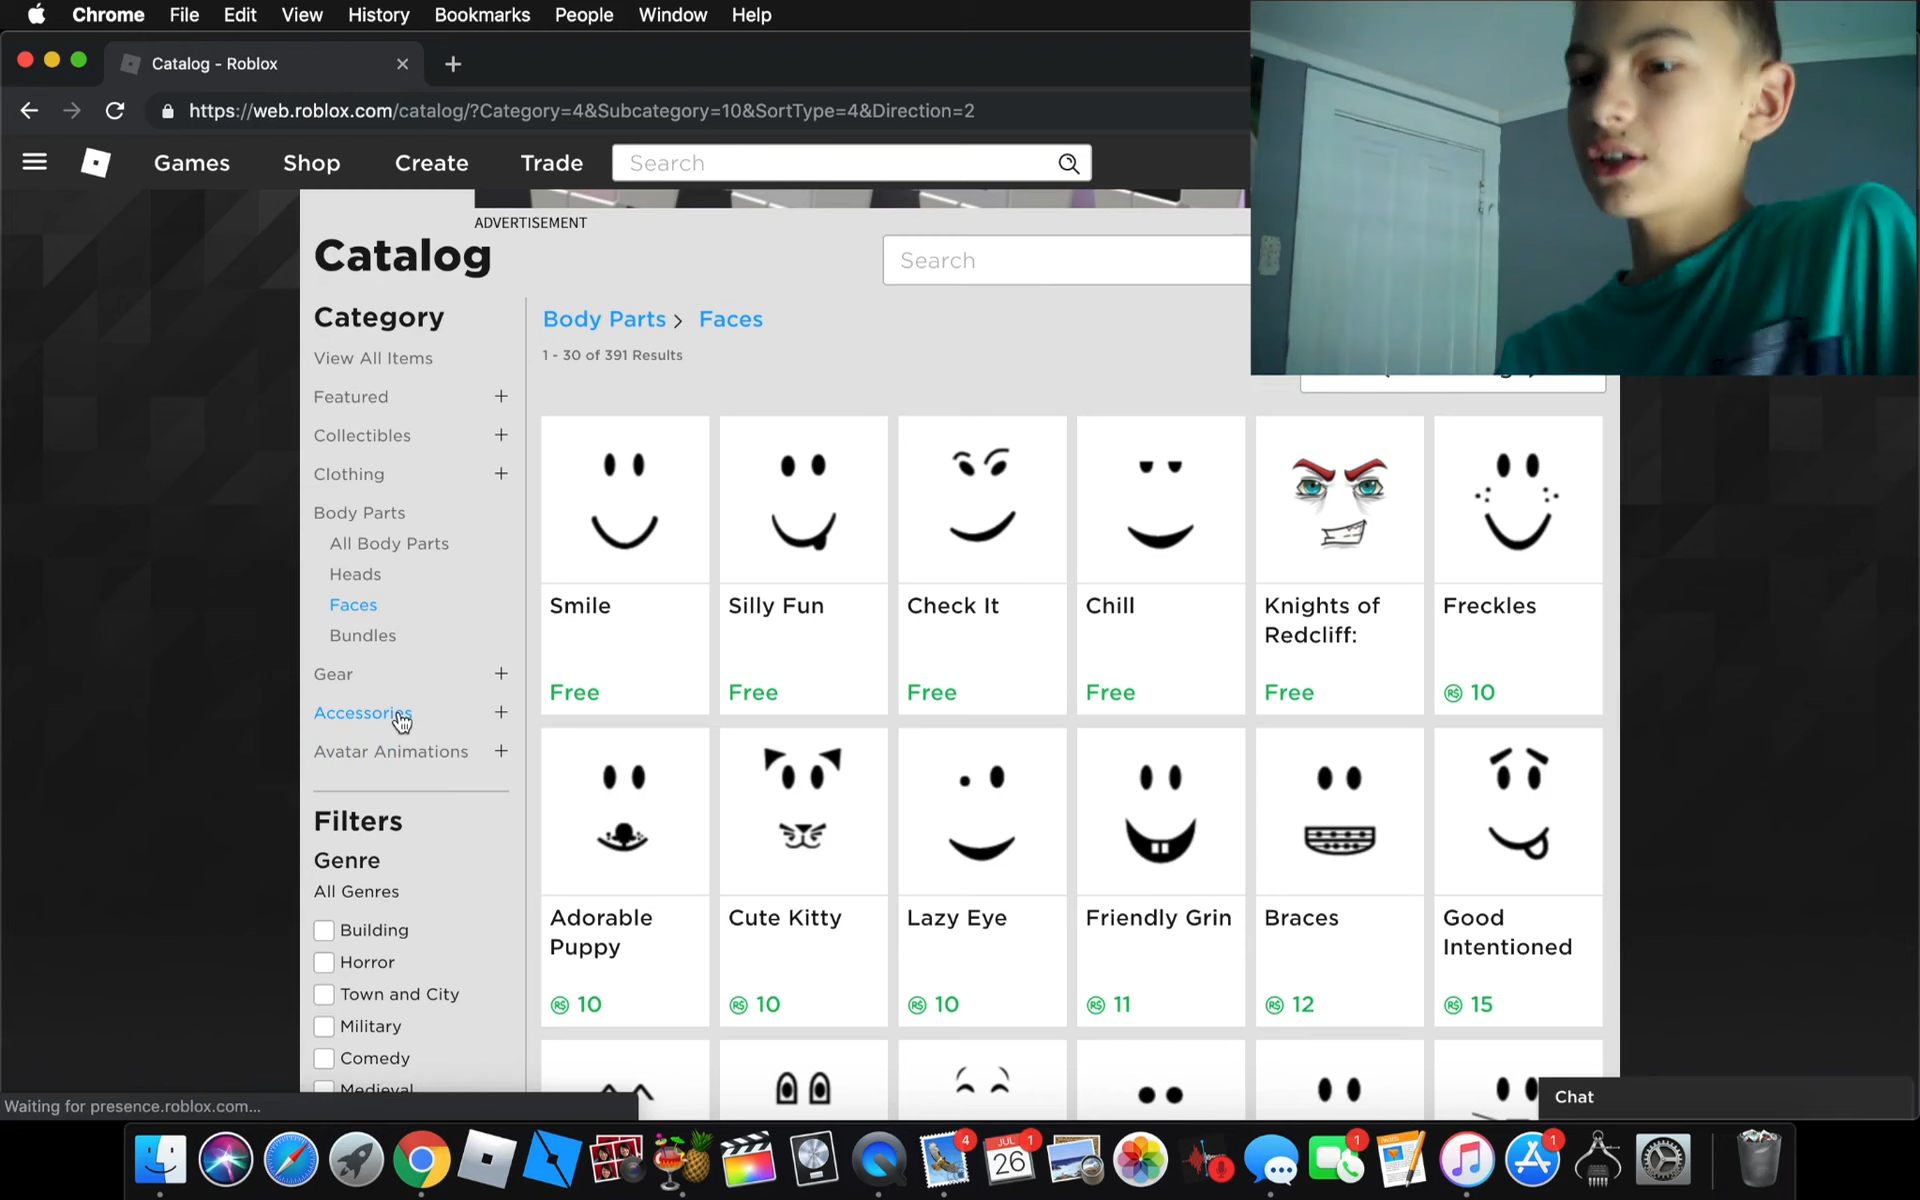 Chrome File Edit View History Bookmarks People Window Help
Catalog - Roblox
https://web.roblox.com/catalog/?Category=4&Subcategory=10&SortType=4&Direction=2
Games Shop Create Trade Search
ADVERTISEMENT
Catalog
Search
Category
View All Items
Featured +
Collectibles +
Clothing +
Body Parts
All Body Parts
Heads
Faces
Bundles
Gear +
Accessories +
Avatar Animations +
Filters
Genre
All Genres
Building
Horror
Town and City
Military
Comedy
Medieval
Body Parts > Faces
1 - 30 of 391 Results
Smile
Free
Silly Fun
Free
Check It
Free
Chill
Free
Knights of
Redcliff:
Free
Freckles
R$ 10
Adorable
Puppy
R$ 10
Cute Kitty
R$ 10
Lazy Eye
R$ 10
Friendly Grin
R$ 11
Braces
R$ 12
Good
Intentioned
R$ 15
Waiting for presence.roblox.com...
Chat
4
JUL
26
1
1
1